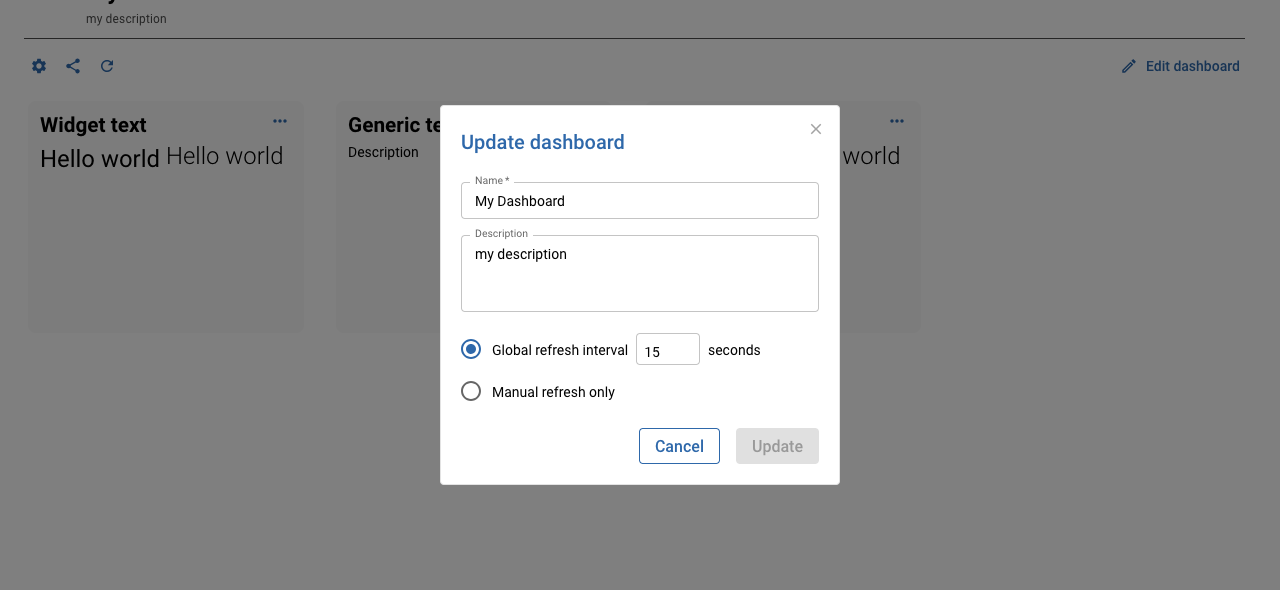 my description
Edit dashboard
Widget text
Hello world Hello world
Generic te
Description
world
Update dashboard
Name *
My Dashboard
Description
my description
Global refresh interval 15 seconds
Manual refresh only
Cancel Update